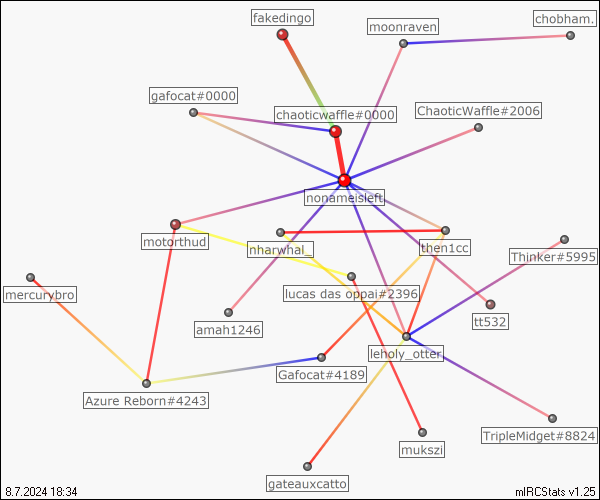 fakedingo
chobham.
moonraven
gafocat#0000
chaoticwaffle#0000
ChaoticWaffle#2006
nonameisleft
motorthud
nharwhal_
then1cc
Thinker#5995
mercurybro
lucas das oppai#2396
amah1246
tt532
leholy_otter
Gafocat#4189
Azure Reborn#4243
TripleMidget#8824
mukszi
gateauxcatto
8.7.2024 18:34
mIRCStats v1.25